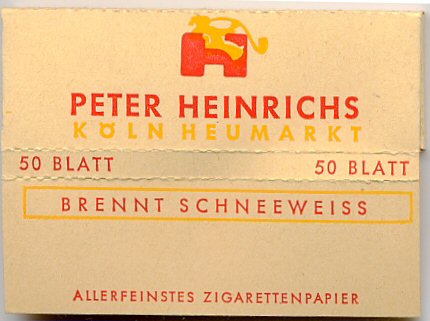 H
PETER HEINRICHS
KÖLN HEUMARKT
50 BLATT 50 BLATT
BRENNT SCHNEEWEISS
ALLERFEINSTES ZIGARETTENPAPIER